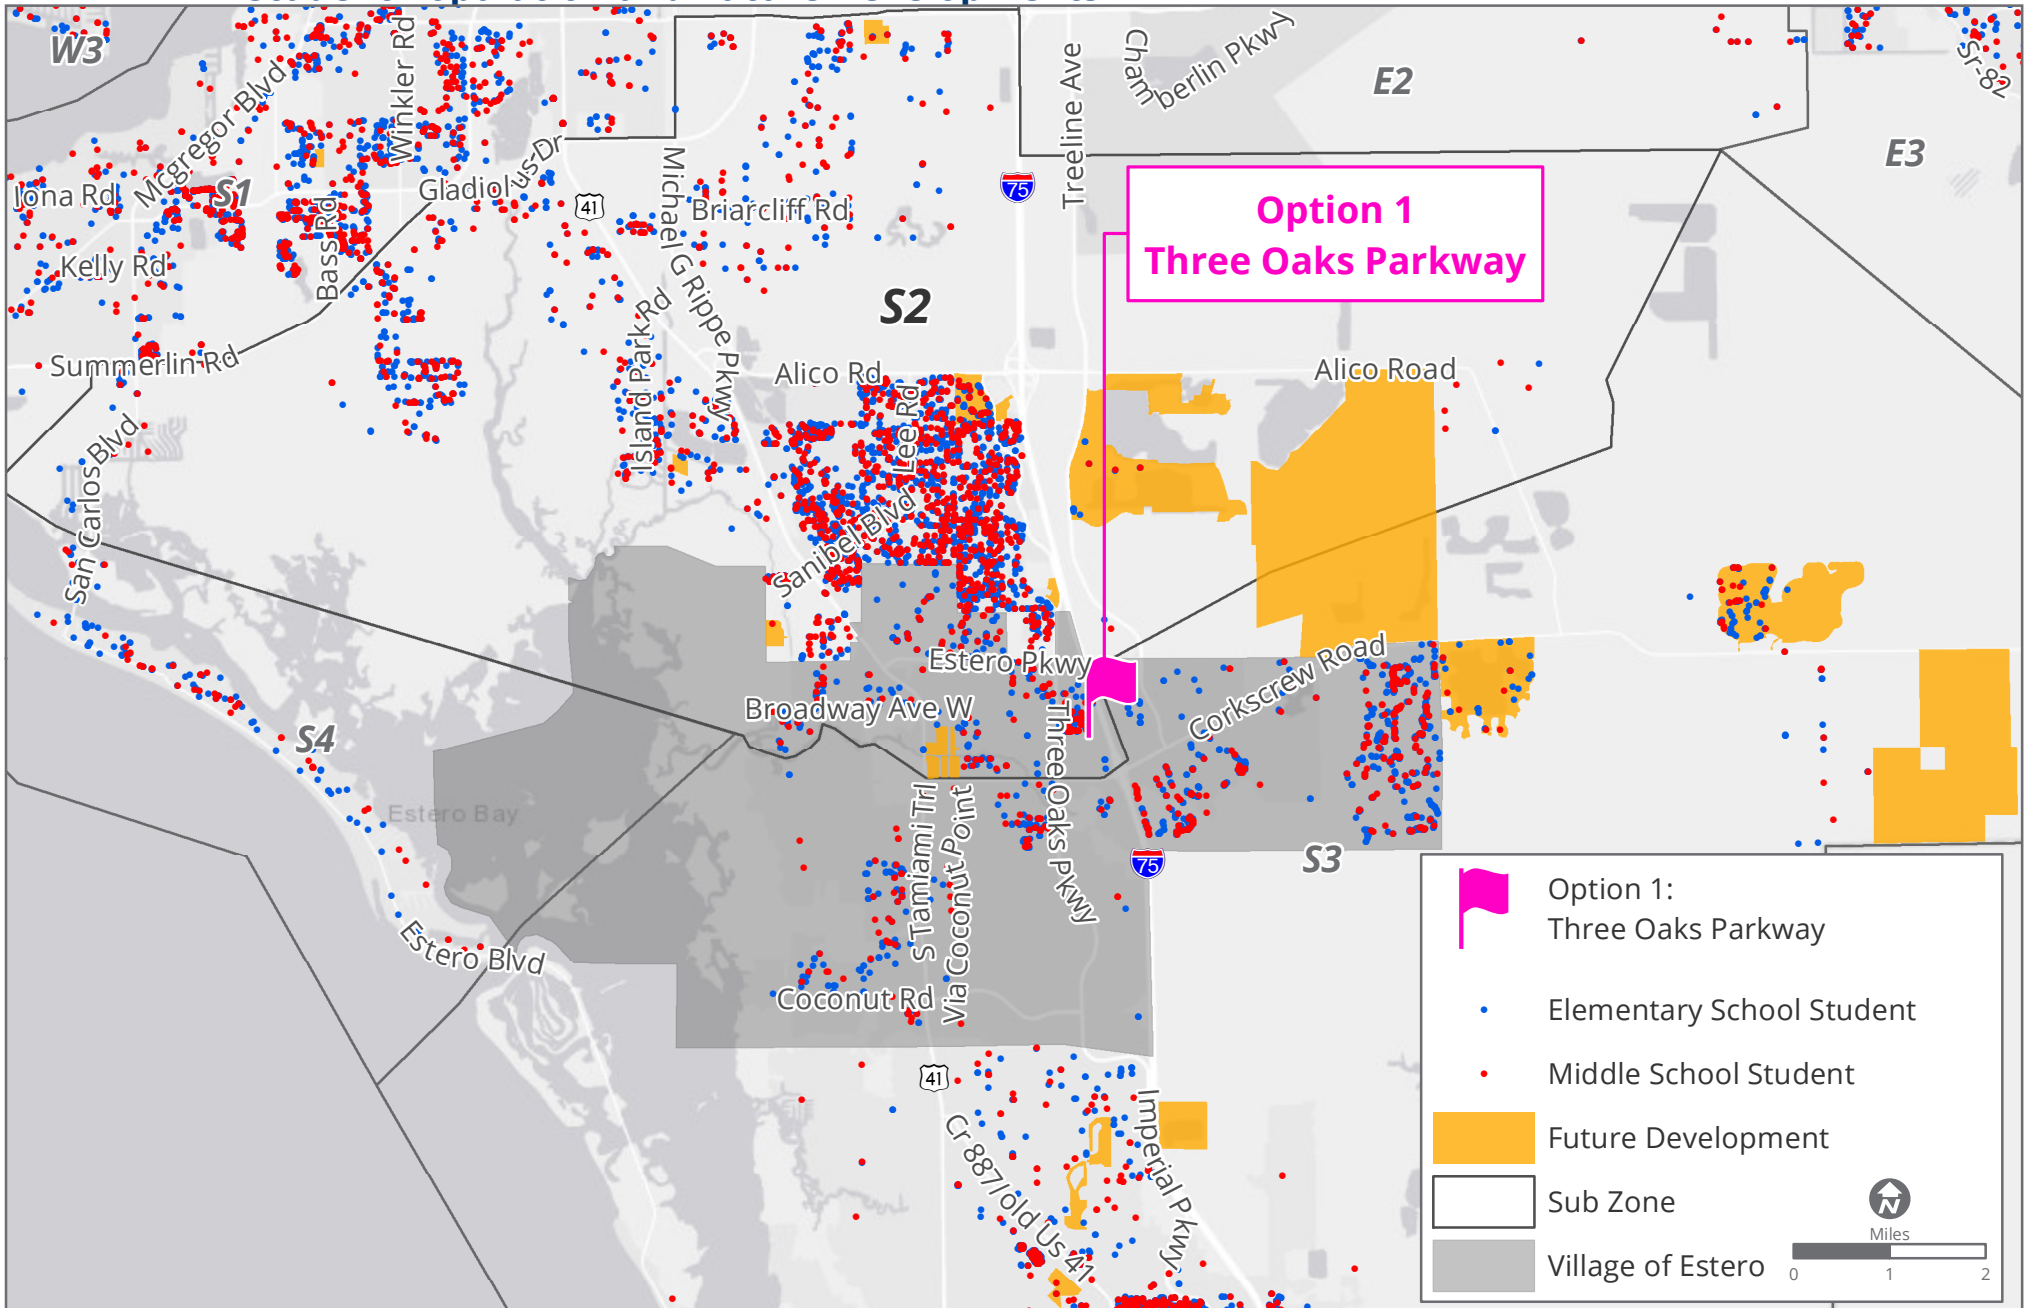 W3
Mcgregor Blvd
Winkler Rd
Treeline Ave
Cham
berlin Pkwy
E2
Sr-82
E3
Iona Rd
S1
Gladiolus Dr
41
Michael G Rippe Pkwy
Briarcliff Rd
75
Option 1
Three Oaks Parkway
Bass Rd
Kelly Rd
S2
Summerlin Rd
Island Park Rd
Alico Rd
Alico Road
Lee Rd
San Carlos Blvd
Sanibel Blvd
Estero Pkwy
Corkscrew Road
Broadway Ave W
S4
Three Oaks Pkwy
Estero Bay
S Tamiami Trl
Via Coconut Point
75
S3
Estero Blvd
Coconut Rd
41
Cr 887/old Us 41
Imperial Pkwy
Option 1:
Three Oaks Parkway
Elementary School Student
Middle School Student
Future Development
Sub Zone
Village of Estero
N
Miles
0 1 2